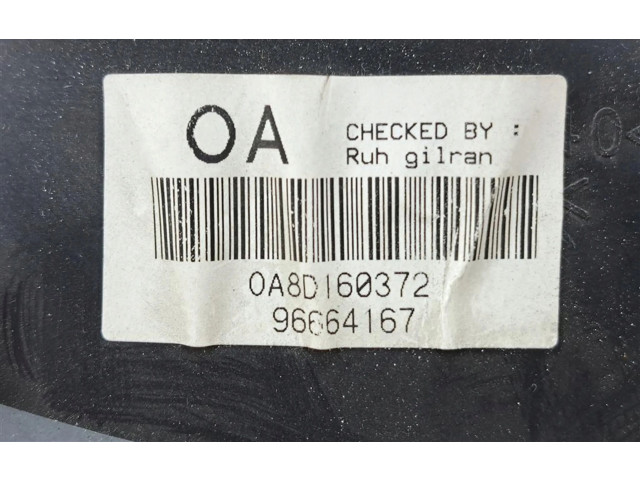 OA
CHECKED BY :
Ruh gilran
0A8D160372
96664167